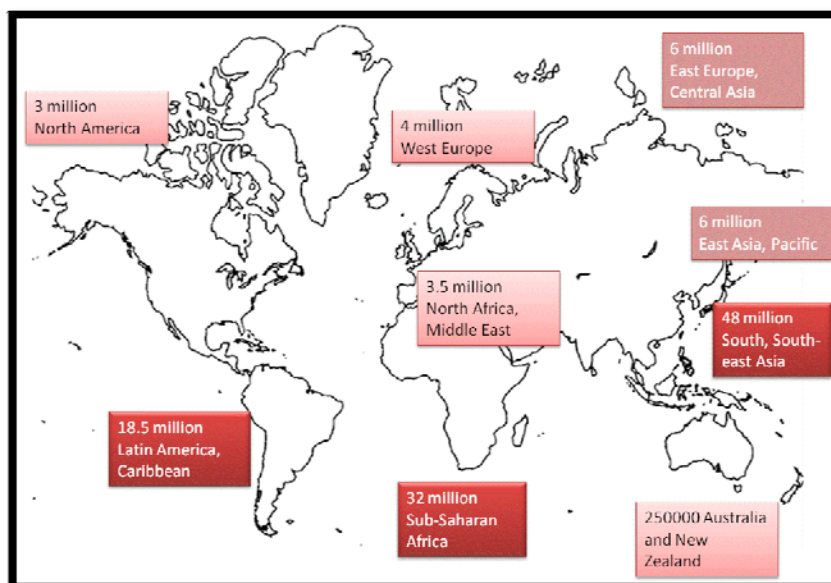 6 million
East Europe,
Central Asia
3 million
North America
4 million
West Europe
6 million
East Asia, Pacific
3.5 million
North Africa,
Middle East
48 million
South, South-
east Asia
18.5 million
Latin America,
Caribbean
32 million
Sub-Saharan
Africa
250000 Australia
and New
Zealand